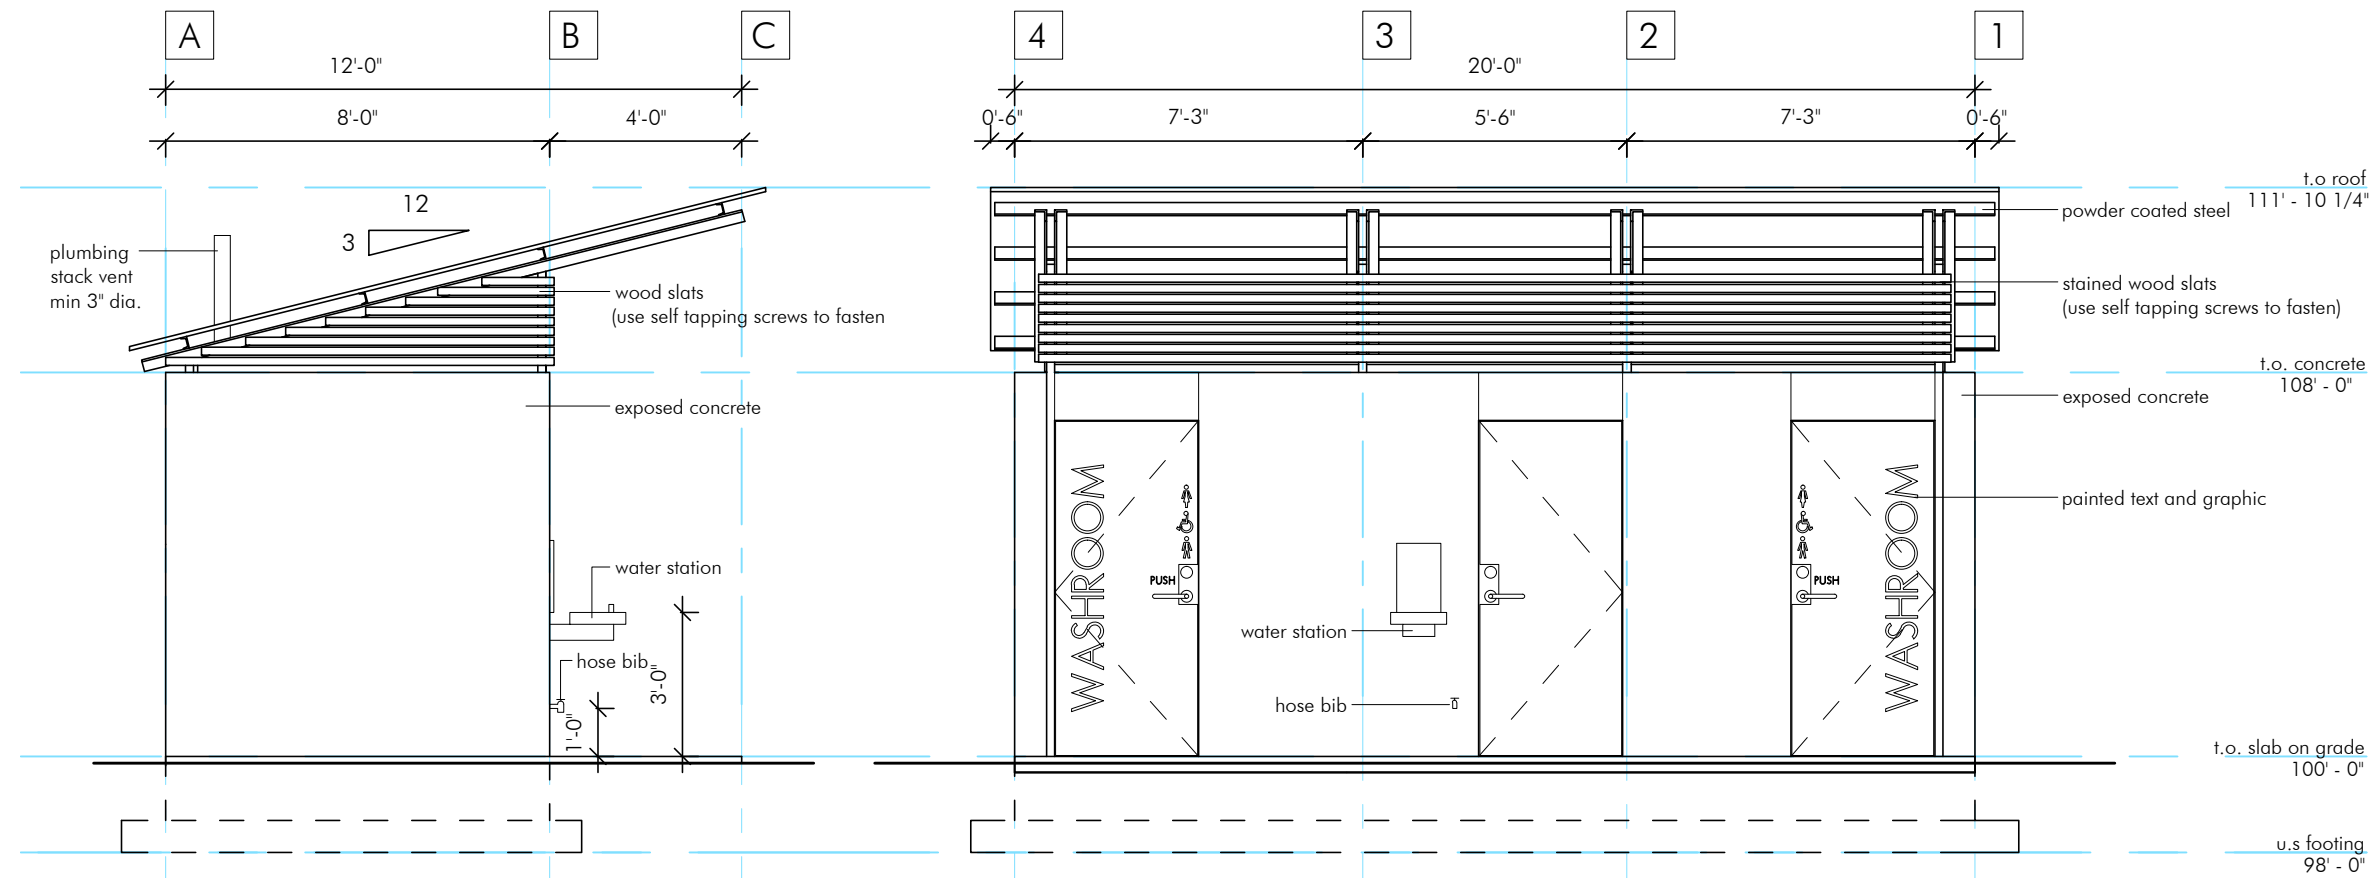 A
B
C
4
3
2
1
12'-0"
20'-0"
8'-0"
4'-0"
0'-6"
7'-3"
5'-6"
7'-3"
0'-6"
t.o roof
111' - 10 1/4"
12
3
powder coated steel
plumbing
stack vent
min 3" dia.
wood slats
(use self tapping screws to fasten
stained wood slats
(use self tapping screws to fasten)
t.o. concrete
108' - 0"
exposed concrete
exposed concrete
WASHROOM
WASHROOM
painted text and graphic
PUSH
PUSH
water station
water station
hose bib
hose bib
3'-0"
1'-0"
t.o. slab on grade
100' - 0"
u.s footing
98' - 0"